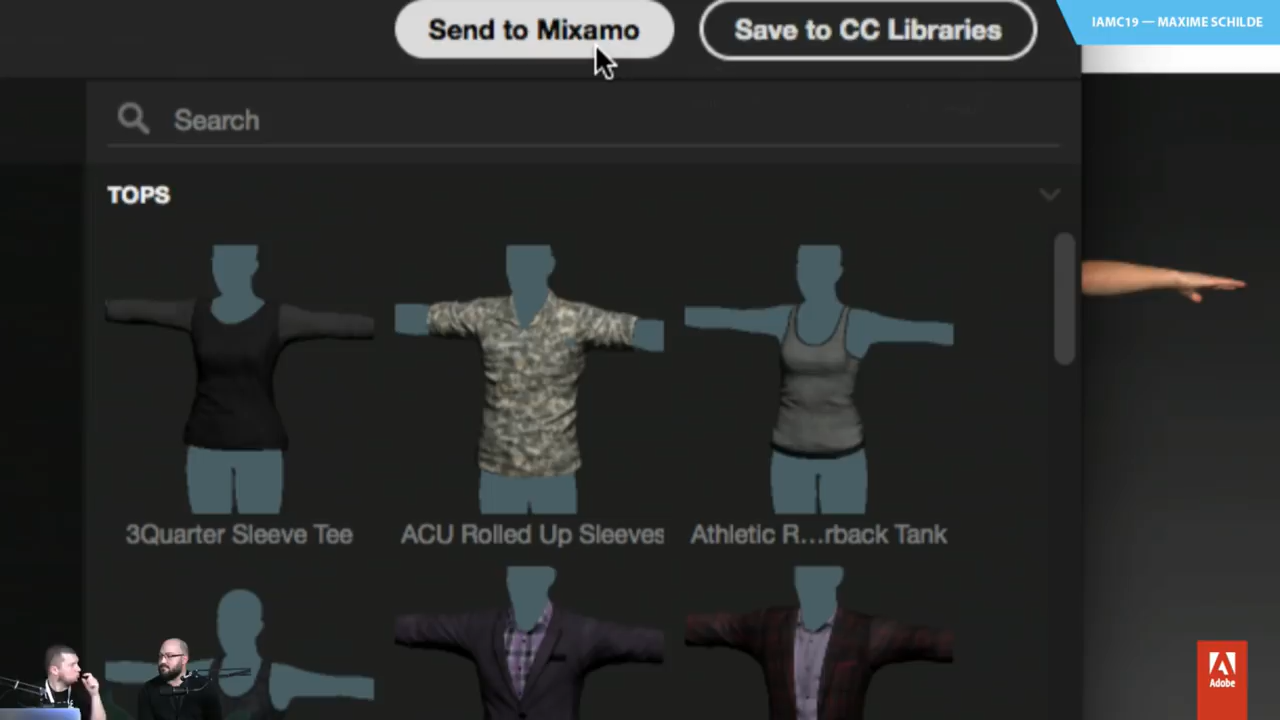 IAMC19 — MAXIME SCHILDE
Send to Mixamo
Save to CC Libraries
Search
TOPS
3Quarter Sleeve Tee
ACU Rolled Up Sleeves
Athletic R...rback Tank
Adobe